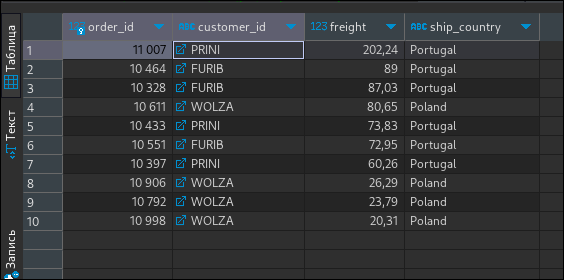 123 order_id A-Z customer_id 123 freight A-Z ship_country
1 11 007 PRINI 202,24 Portugal
2 10 464 FURIB 89 Portugal
3 10 328 FURIB 87,03 Portugal
4 10 611 WOLZA 80,65 Poland
5 10 433 PRINI 73,83 Portugal
6 10 551 FURIB 72,95 Portugal
7 10 397 PRINI 60,26 Portugal
8 10 906 WOLZA 26,29 Poland
9 10 792 WOLZA 23,79 Poland
10 10 998 WOLZA 20,31 Poland
Таблица
Текст
Запись